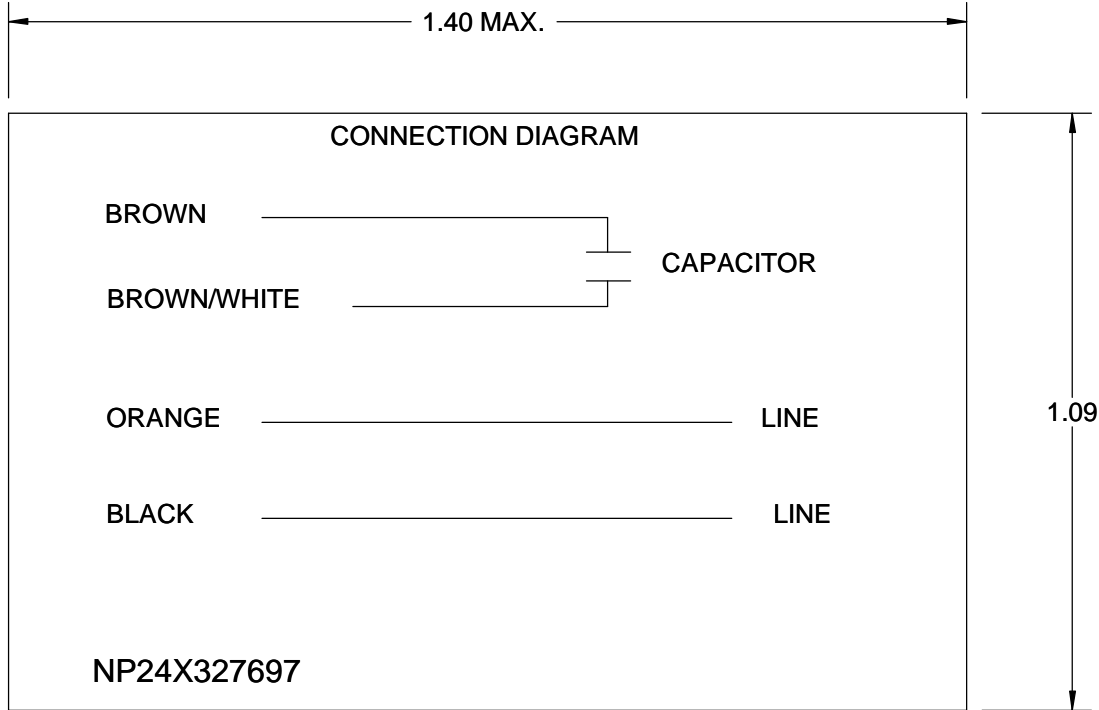 1.40 MAX.
CONNECTION DIAGRAM
BROWN
CAPACITOR
BROWN/WHITE
ORANGE LINE
1.09
BLACK LINE
NP24X327697